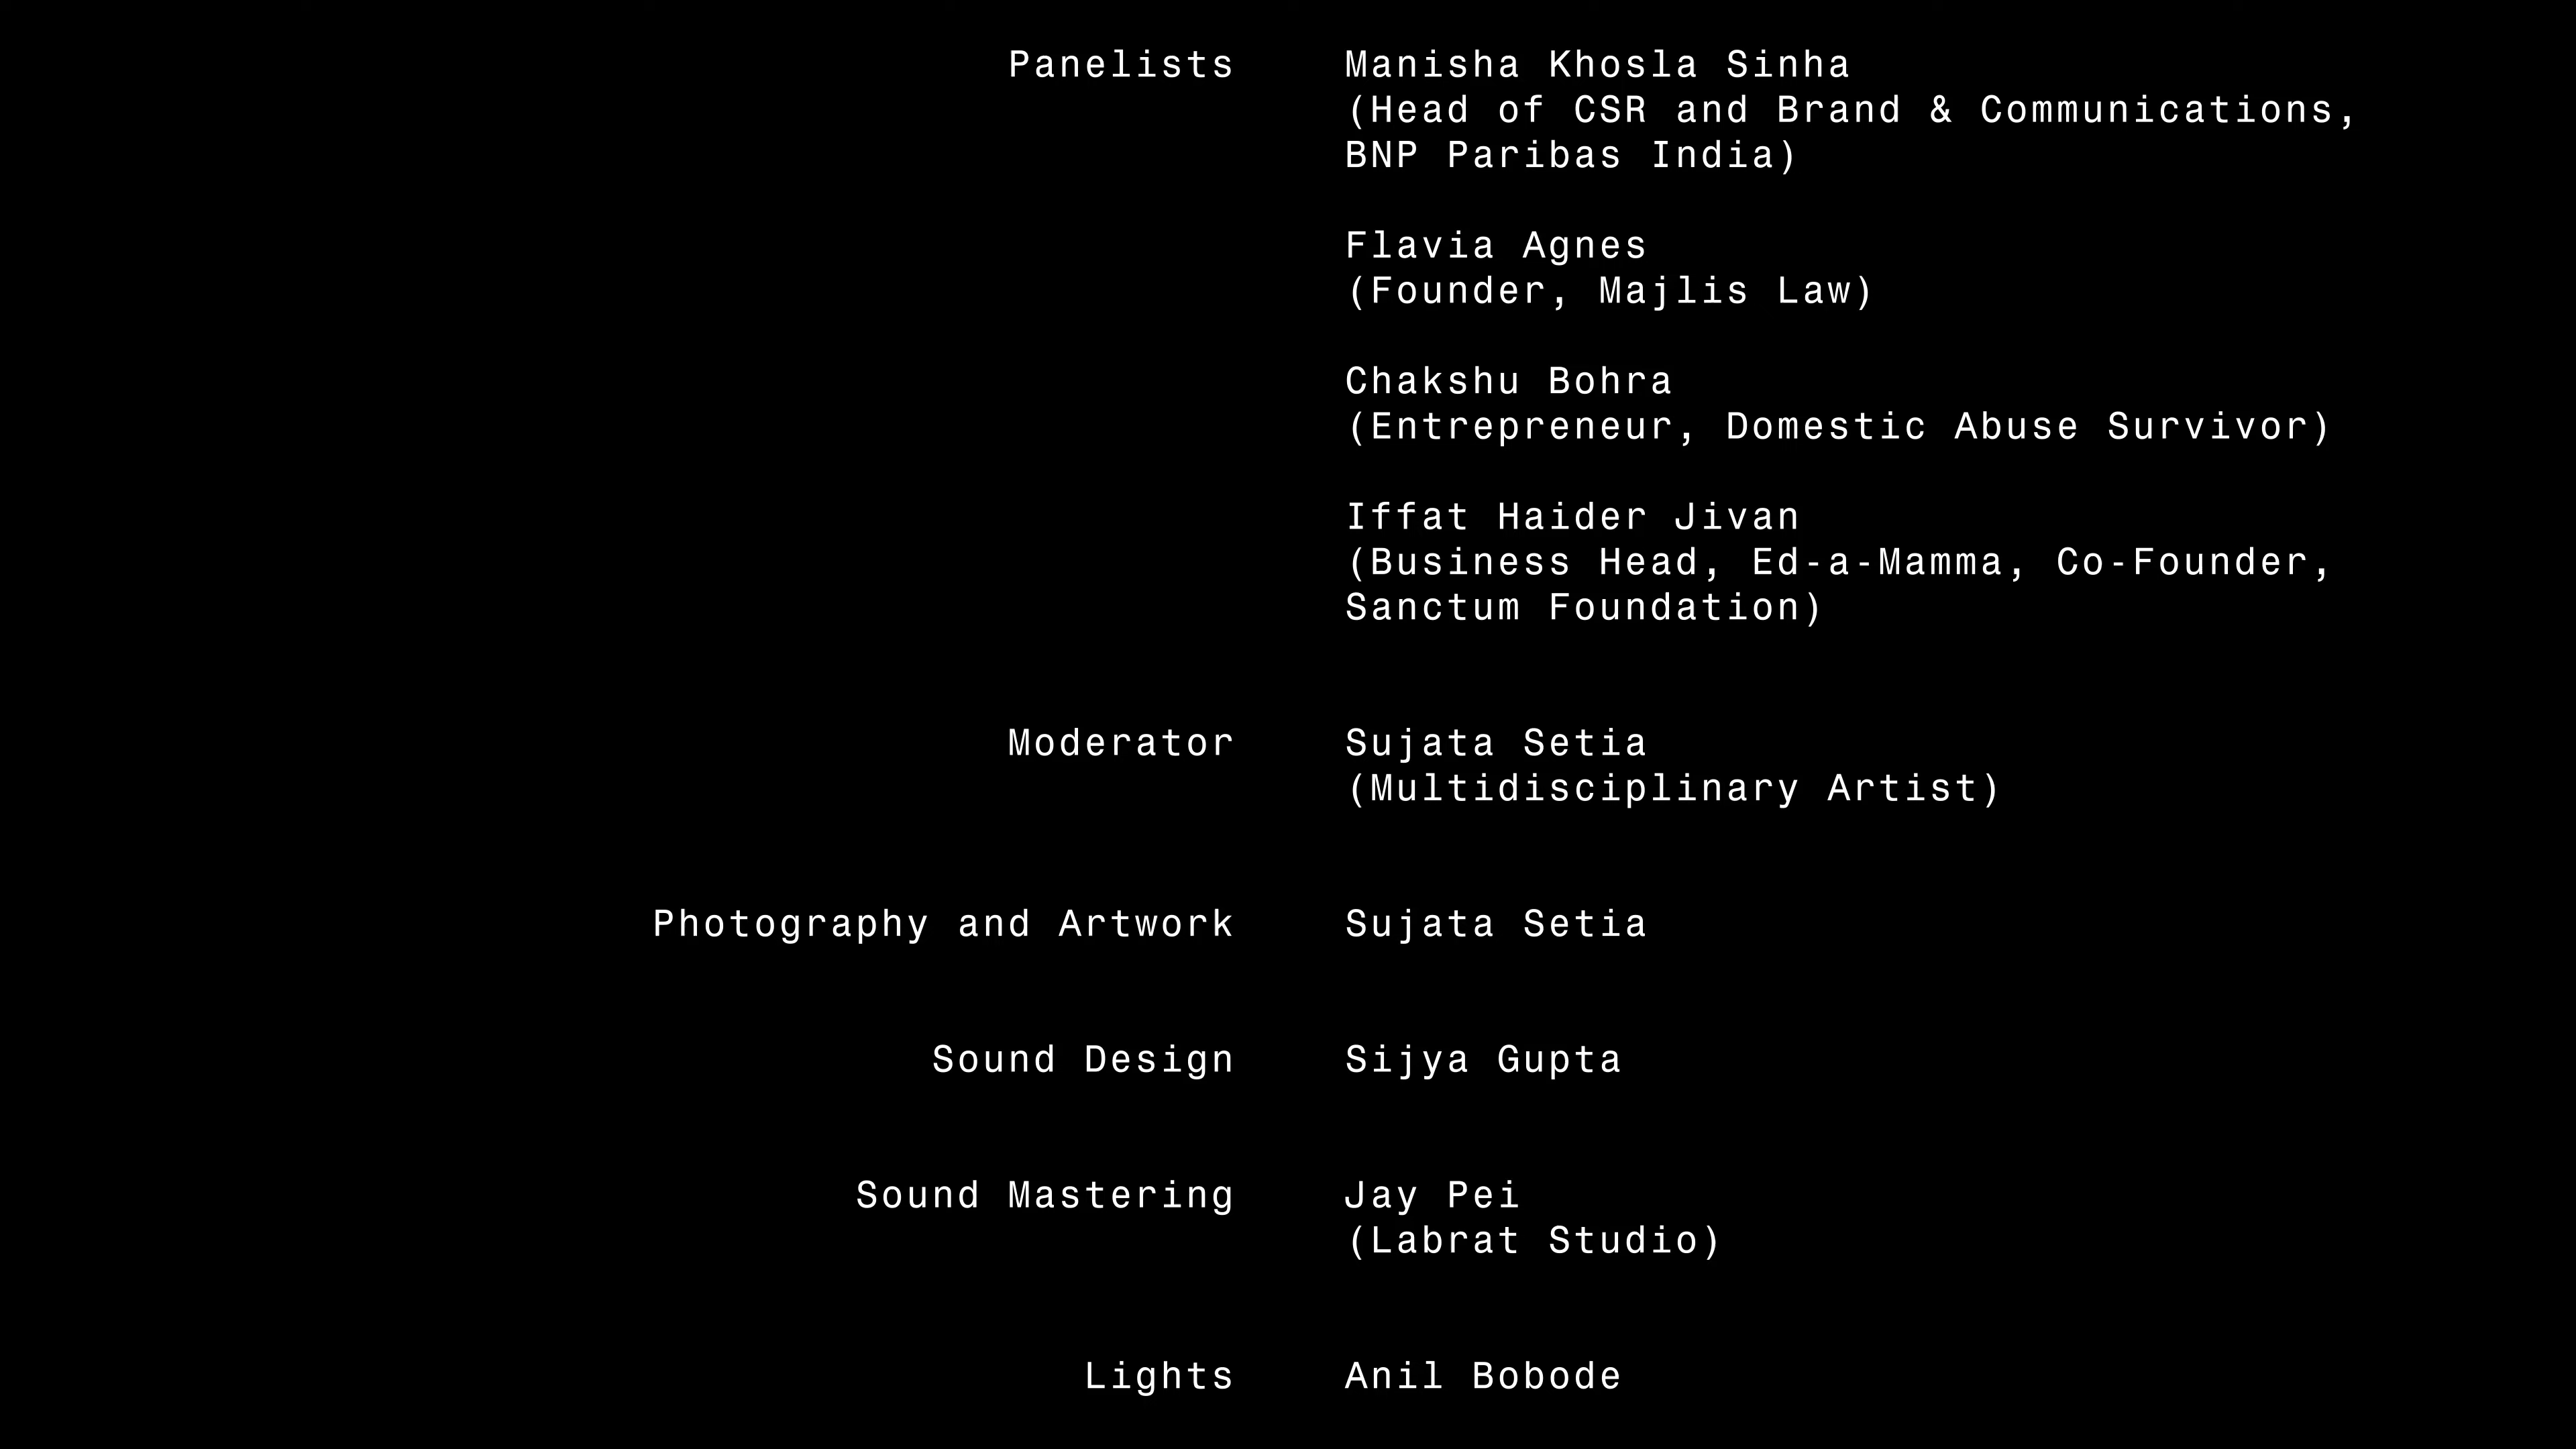 Panelists Manisha Khosla Sinha
(Head of CSR and Brand & Communications,
BNP Paribas India)
Flavia Agnes
(Founder, Majlis Law)
Chakshu Bohra
(Entrepreneur, Domestic Abuse Survivor)
Iffat Haider Jivan
(Business Head, Ed-a-Mamma, Co-Founder,
Sanctum Foundation)
Moderator Sujata Setia
(Multidisciplinary Artist)
Photography and Artwork Sujata Setia
Sound Design Sijya Gupta
Sound Mastering Jay Pei
(Labrat Studio)
Lights Anil Bobode